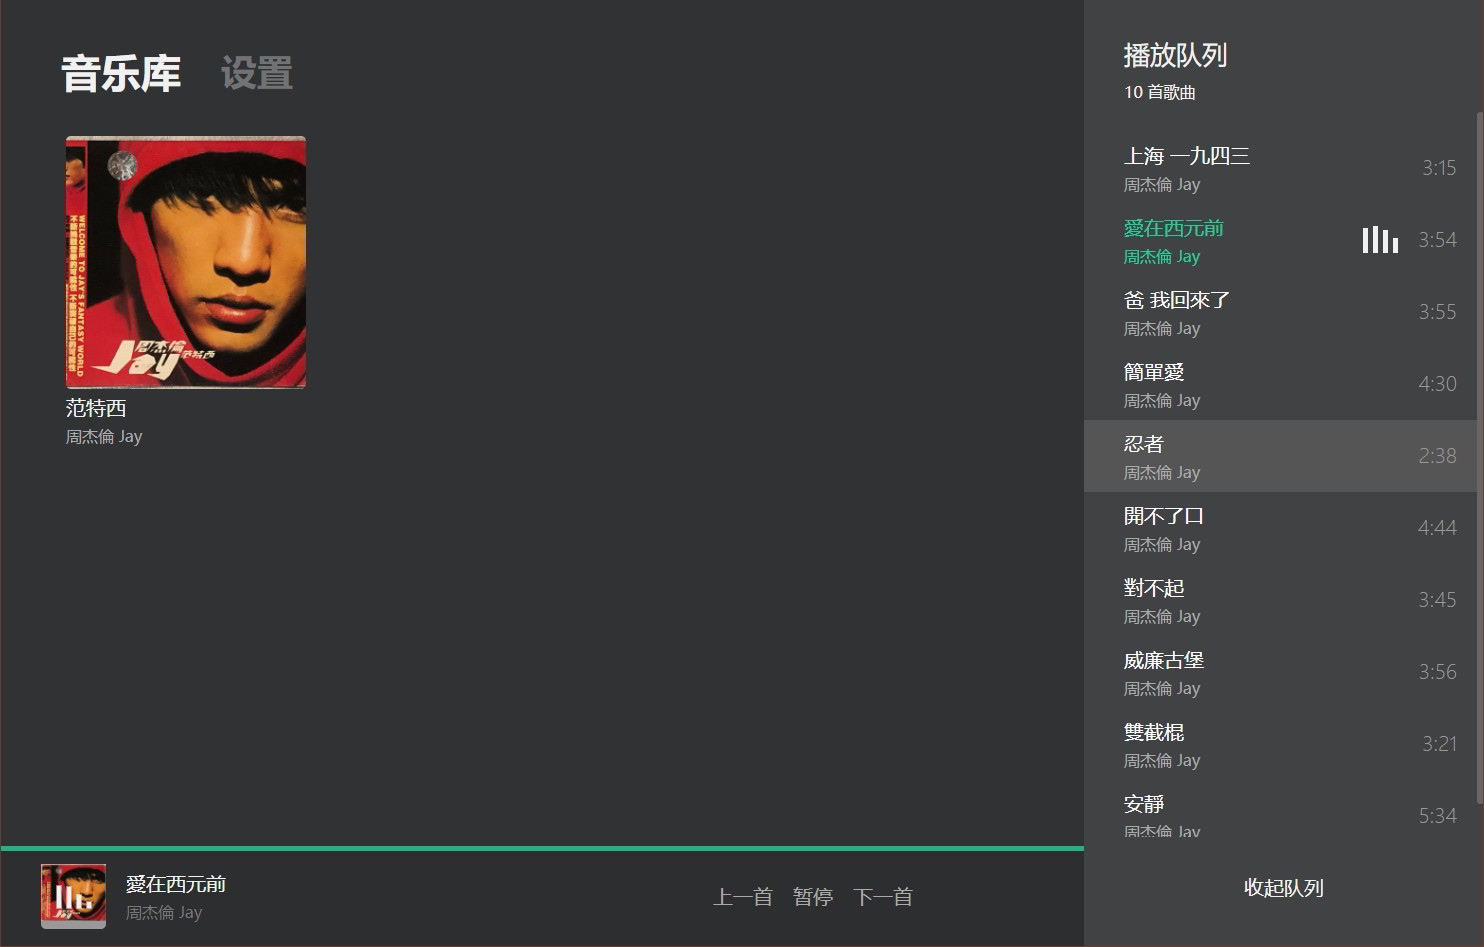 音乐库 设置
WELCOME TO JAY'S FANTASY WORLD
周杰倫
范特西
Jay
范特西
周杰倫 Jay
播放队列
10 首歌曲
上海 一九四三 3:15
周杰倫 Jay
愛在西元前 3:54
周杰倫 Jay
爸 我回來了 3:55
周杰倫 Jay
簡單愛 4:30
周杰倫 Jay
忍者 2:38
周杰倫 Jay
開不了口 4:44
周杰倫 Jay
對不起 3:45
周杰倫 Jay
威廉古堡 3:56
周杰倫 Jay
雙截棍 3:21
周杰倫 Jay
安靜 5:34
周杰倫 Jay
收起队列
Jay
愛在西元前
周杰倫 Jay
上一首 暂停 下一首